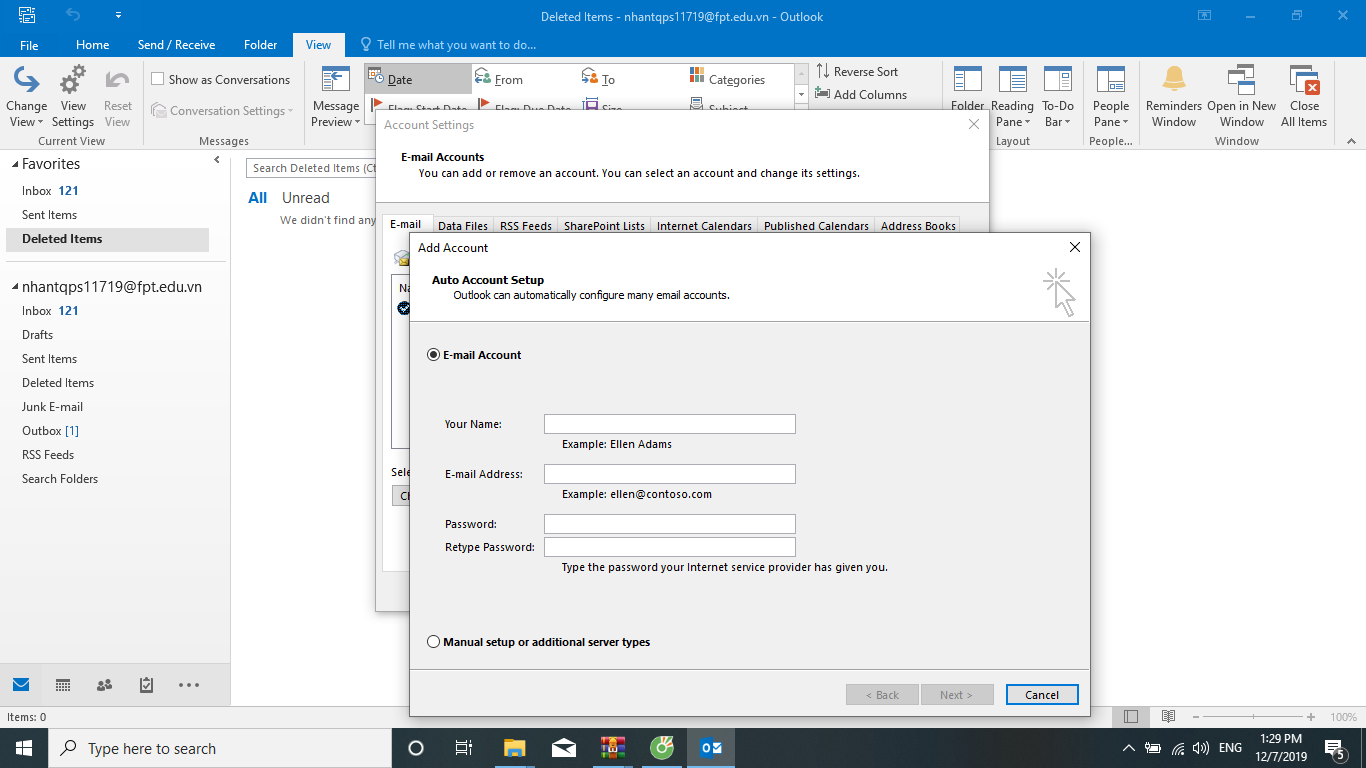 Deleted Items - nhantqps11719@fpt.edu.vn - Outlook
File Home Send / Receive Folder View Tell me what you want to do...
Change View
View Settings
Reset View
Current View
Show as Conversations
Conversation Settings
Messages
Message Preview
Date From To Categories
Flag: Start Date Flag: Due Date Size Subject
Reverse Sort
Add Columns
Folder Reading Pane To-Do Bar
Layout
People Pane
People...
Reminders Window
Open in New Window
Close All Items
Window
Favorites
Inbox 121
Sent Items
Deleted Items
nhantqps11719@fpt.edu.vn
Inbox 121
Drafts
Sent Items
Deleted Items
Junk E-mail
Outbox [1]
RSS Feeds
Search Folders
Search Deleted Items (Ct
All Unread
We didn't find any
Account Settings
E-mail Accounts
You can add or remove an account. You can select an account and change its settings.
E-mail Data Files RSS Feeds SharePoint Lists Internet Calendars Published Calendars Address Books
Na
Sele
Ch
Add Account
Auto Account Setup
Outlook can automatically configure many email accounts.
E-mail Account
Your Name:
Example: Ellen Adams
E-mail Address:
Example: ellen@contoso.com
Password:
Retype Password:
Type the password your Internet service provider has given you.
Manual setup or additional server types
< Back Next > Cancel
Items: 0
100%
Type here to search
ENG
1:29 PM
12/7/2019
5